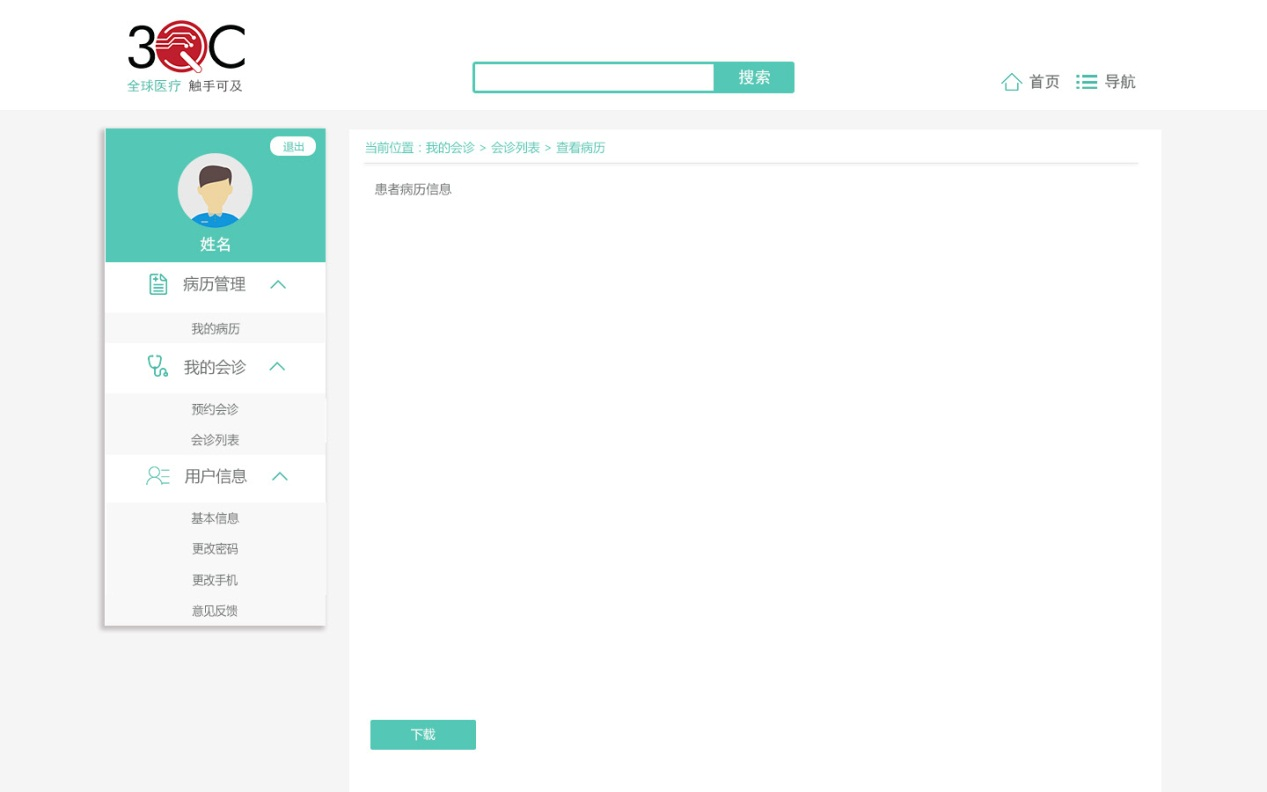 3QC
全球医疗 触手可及
搜索
首页 导航
退出
姓名
病历管理
我的病历
我的会诊
预约会诊
会诊列表
用户信息
基本信息
更改密码
更改手机
意见反馈
当前位置：我的会诊 > 会诊列表 > 查看病历
患者病历信息
下载